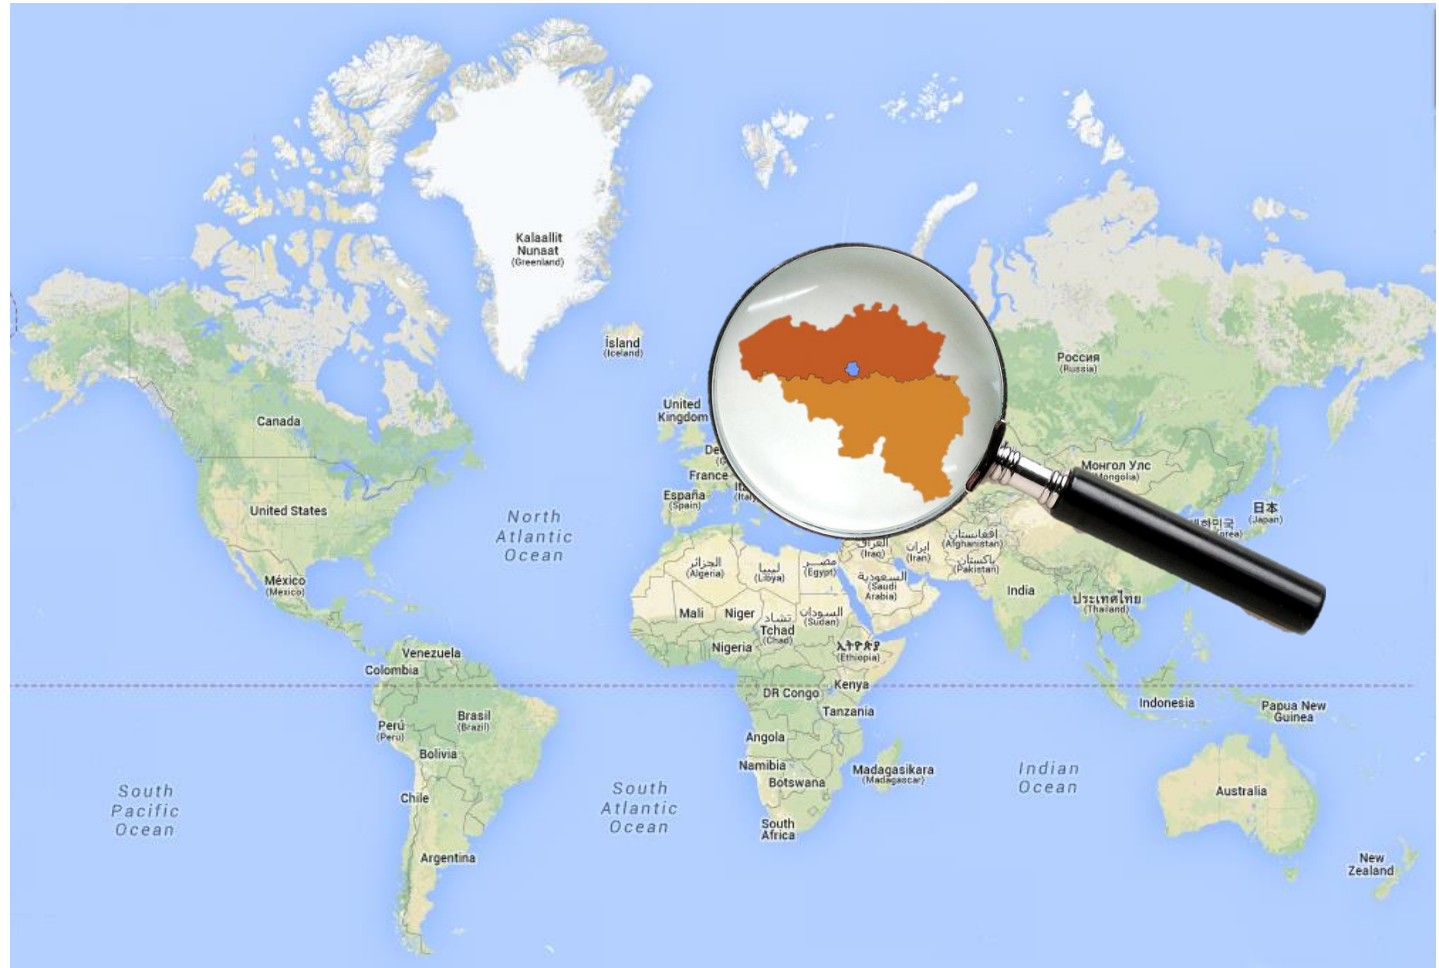 Kalaallit
Nunaat
(Greenland)
Ísland
(Iceland)
Россия
(Russia)
Canada
United
Kingdom
France
España
(Spain)
United States
North
Atlantic
Ocean
Монгол Улс
(Mongolia)
日本
(Japan)
México
(Mexico)
الجزائر
(Algeria)
ليبيا
(Libya)
مصر
(Egypt)
العراق
(Iraq)
ایران
(Iran)
افغانستان
(Afghanistan)
پاکستان
(Pakistan)
السعودية
(Saudi
Arabia)
India
ประเทศไทย
(Thailand)
Mali
Niger
تشاد
Tchad
(Chad)
السودان
(Sudan)
Nigeria
ኢትዮጵያ
(Ethiopia)
Venezuela
Colombia
DR Congo
Kenya
Tanzania
Indonesia
Papua New
Guinea
Perú
(Peru)
Brasil
(Brazil)
Bolivia
Angola
Namibia
Botswana
Madagasikara
(Madagascar)
Indian
Ocean
South
Pacific
Ocean
Chile
South
Atlantic
Ocean
South
Africa
Australia
Argentina
New
Zealand